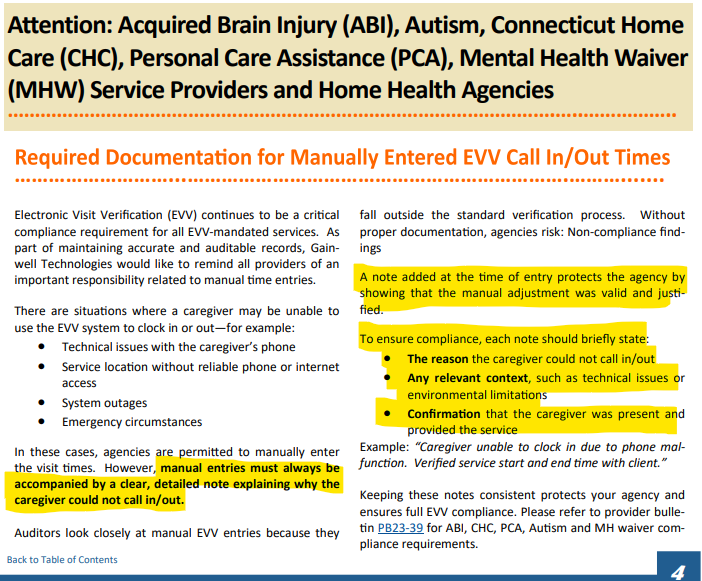 Attention: Acquired Brain Injury (ABI), Autism, Connecticut Home
Care (CHC), Personal Care Assistance (PCA), Mental Health Waiver
(MHW) Service Providers and Home Health Agencies
Required Documentation for Manually Entered EVV Call In/Out Times
Electronic Visit Verification (EVV) continues to be a critical
compliance requirement for all EVV-mandated services. As
part of maintaining accurate and auditable records, Gain-
well Technologies would like to remind all providers of an
important responsibility related to manual time entries.
There are situations where a caregiver may be unable to
use the EVV system to clock in or out—for example:
● Technical issues with the caregiver's phone
● Service location without reliable phone or internet
access
● System outages
● Emergency circumstances
In these cases, agencies are permitted to manually enter
the visit times. However, manual entries must always be
accompanied by a clear, detailed note explaining why the
caregiver could not call in/out.
Auditors look closely at manual EVV entries because they
fall outside the standard verification process. Without
proper documentation, agencies risk: Non-compliance find-
ings
A note added at the time of entry protects the agency by
showing that the manual adjustment was valid and justi-
fied.
To ensure compliance, each note should briefly state:
● The reason the caregiver could not call in/out
● Any relevant context, such as technical issues or
environmental limitations
● Confirmation that the caregiver was present and
provided the service
Example: “Caregiver unable to clock in due to phone mal-
function. Verified service start and end time with client.”
Keeping these notes consistent protects your agency and
ensures full EVV compliance. Please refer to provider bulle-
tin PB23-39 for ABI, CHC, PCA, Autism and MH waiver com-
pliance requirements.
Back to Table of Contents
4